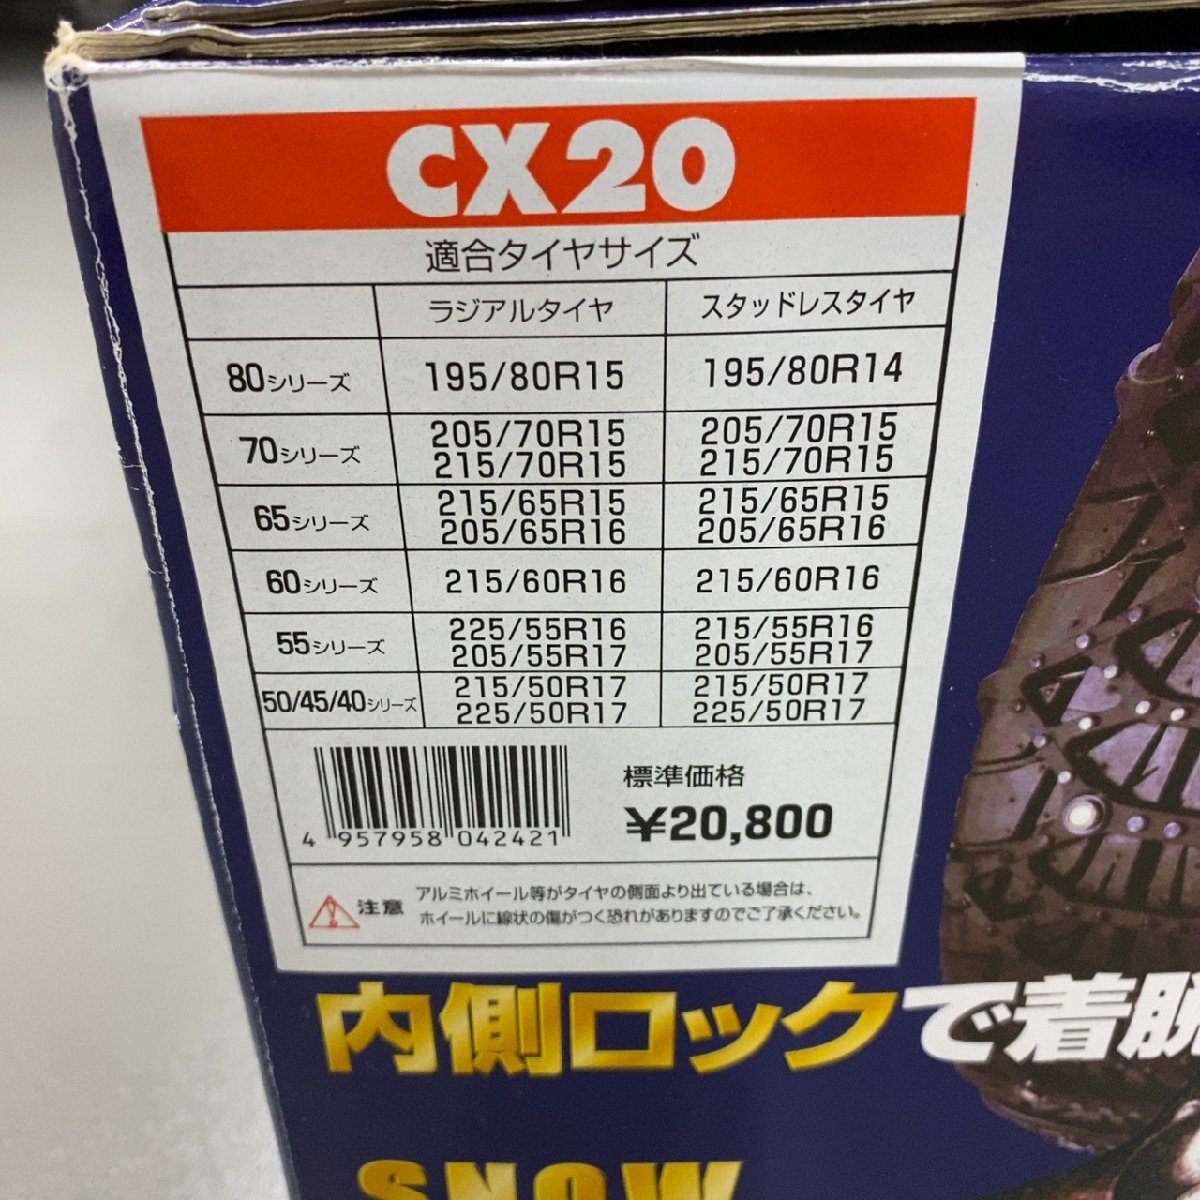 CX20
適合タイヤサイズ
ラジアルタイヤ スタッドレスタイヤ
80シリーズ 195/80R15 195/80R14
70シリーズ 205/70R15 205/70R15
215/70R15 215/70R15
65シリーズ 215/65R15 215/65R15
205/65R16 205/65R16
60シリーズ 215/60R16 215/60R16
55シリーズ 225/55R16 215/55R16
205/55R17 205/55R17
50/45/40シリーズ 215/50R17 215/50R17
225/50R17 225/50R17
標準価格
¥20,800
4 957958 042421
注意 アルミホイール等がタイヤの側面より出ている場合は、
ホイールに線状の傷がつく恐れがありますのでご了承ください。
内側ロックで着脱
SNOW